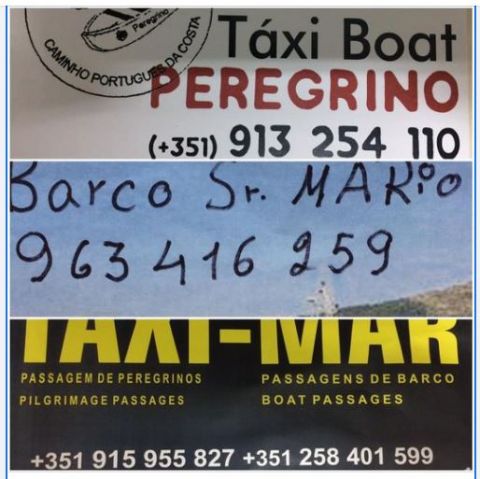 Peregrino
CAMINHO PORTUGUÊS DA COSTA
Táxi Boat
PEREGRINO
(+351) 913 254 110
Barco Sr. MARiO
963 416 259
TAXI-MAR
PASSAGEM DE PEREGRINOS PASSAGENS DE BARCO
PILGRIMAGE PASSAGES BOAT PASSAGES
+351 915 955 827 +351 258 401 599